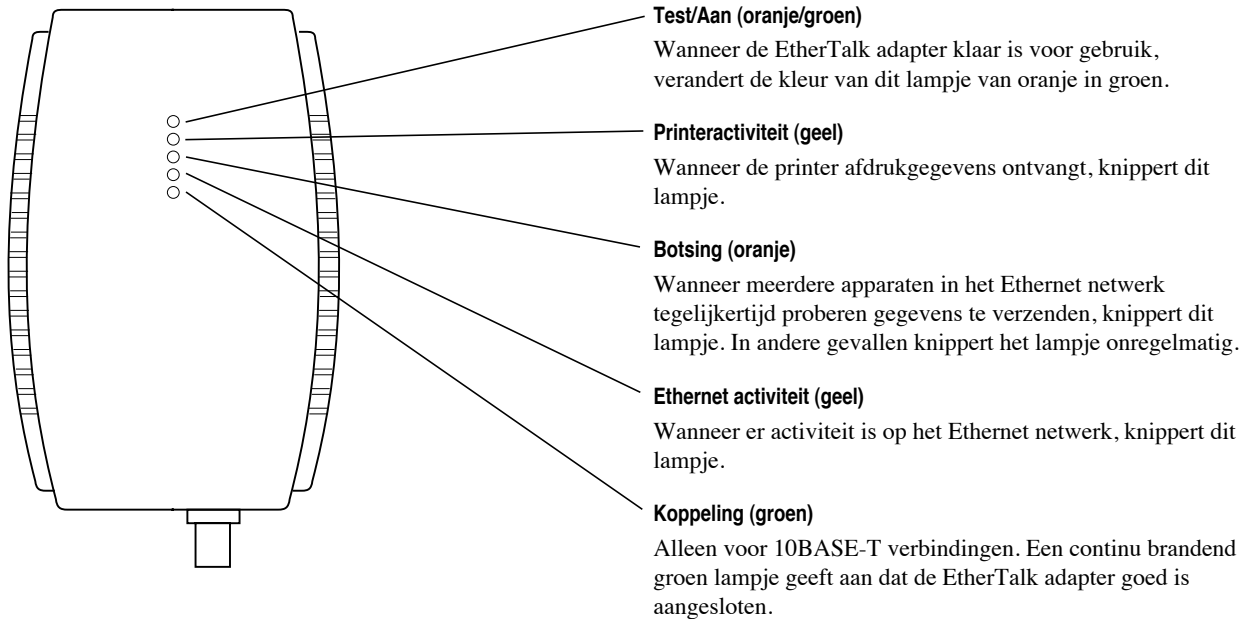 Test/Aan (oranje/groen)
Wanneer de EtherTalk adapter klaar is voor gebruik,
verandert de kleur van dit lampje van oranje in groen.
Printeractiviteit (geel)
Wanneer de printer afdrukgegevens ontvangt, knippert dit
lampje.
Botsing (oranje)
Wanneer meerdere apparaten in het Ethernet netwerk
tegelijkertijd proberen gegevens te verzenden, knippert dit
lampje. In andere gevallen knippert het lampje onregelmatig.
Ethernet activiteit (geel)
Wanneer er activiteit is op het Ethernet netwerk, knippert dit
lampje.
Koppeling (groen)
Alleen voor 10BASE-T verbindingen. Een continu brandend
groen lampje geeft aan dat de EtherTalk adapter goed is
aangesloten.